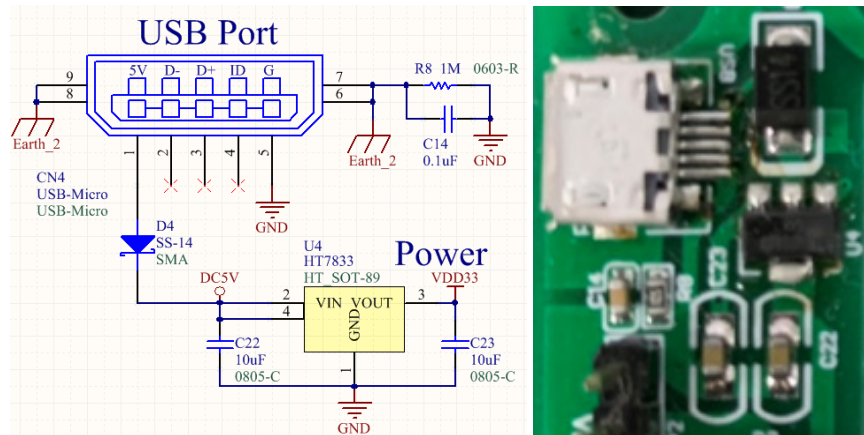 USB Port
5V D- D+ ID G
9
8
7
6
R8 1M 0603-R
Earth_2
1 2 3 4 5
Earth_2
C14
0.1uF
GND
CN4
USB-Micro
USB-Micro
GND
D4
SS-14
SMA
U4
HT7833
HT_SOT-89
Power
DC5V
VDD33
2
4
VIN VOUT
GND
3
1
C22
10uF
0805-C
C23
10uF
0805-C
GND
USB
SS14
U4
C23
C14
R8
C22